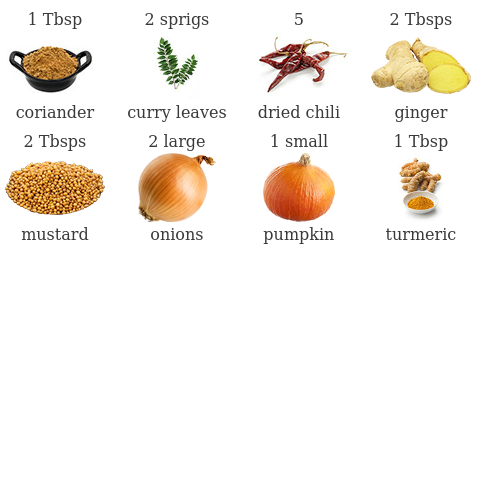 1 Tbsp 2 sprigs 5 2 Tbsps
coriander curry leaves dried chili ginger
2 Tbsps 2 large 1 small 1 Tbsp
mustard onions pumpkin turmeric